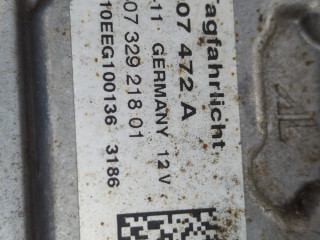 agfahrlicht
07 472 A
11 GERMANY 12V
07 329 218 01
10EEG100136 3186